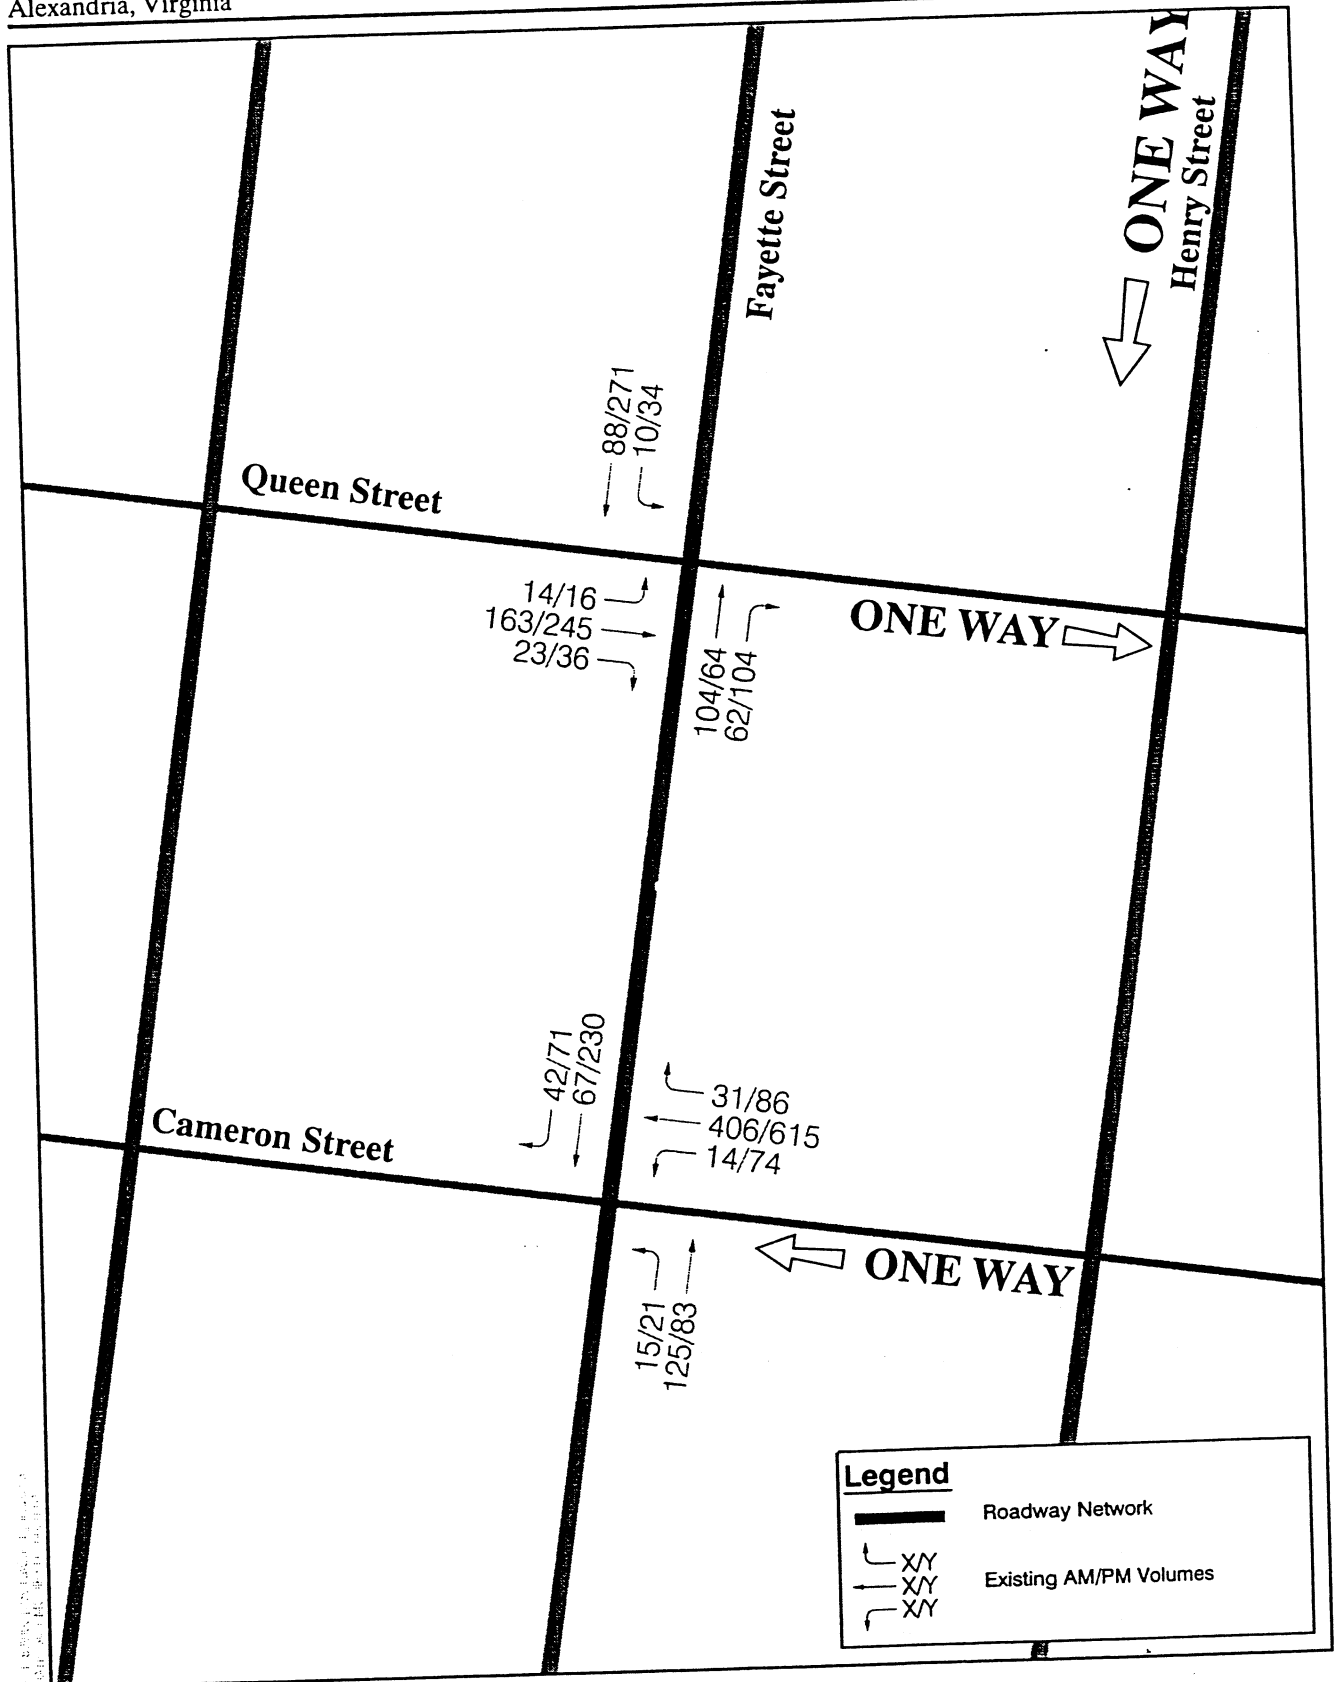 Alexandria, Virginia
ONE WAY
Henry Street
Fayette Street
88/271
10/34
Queen Street
14/16
163/245
23/36
104/64
62/104
ONE WAY
42/71
67/230
31/86
406/615
14/74
Cameron Street
ONE WAY
15/21
125/83
Legend
Roadway Network
X/Y
X/Y
X/Y
Existing AM/PM Volumes